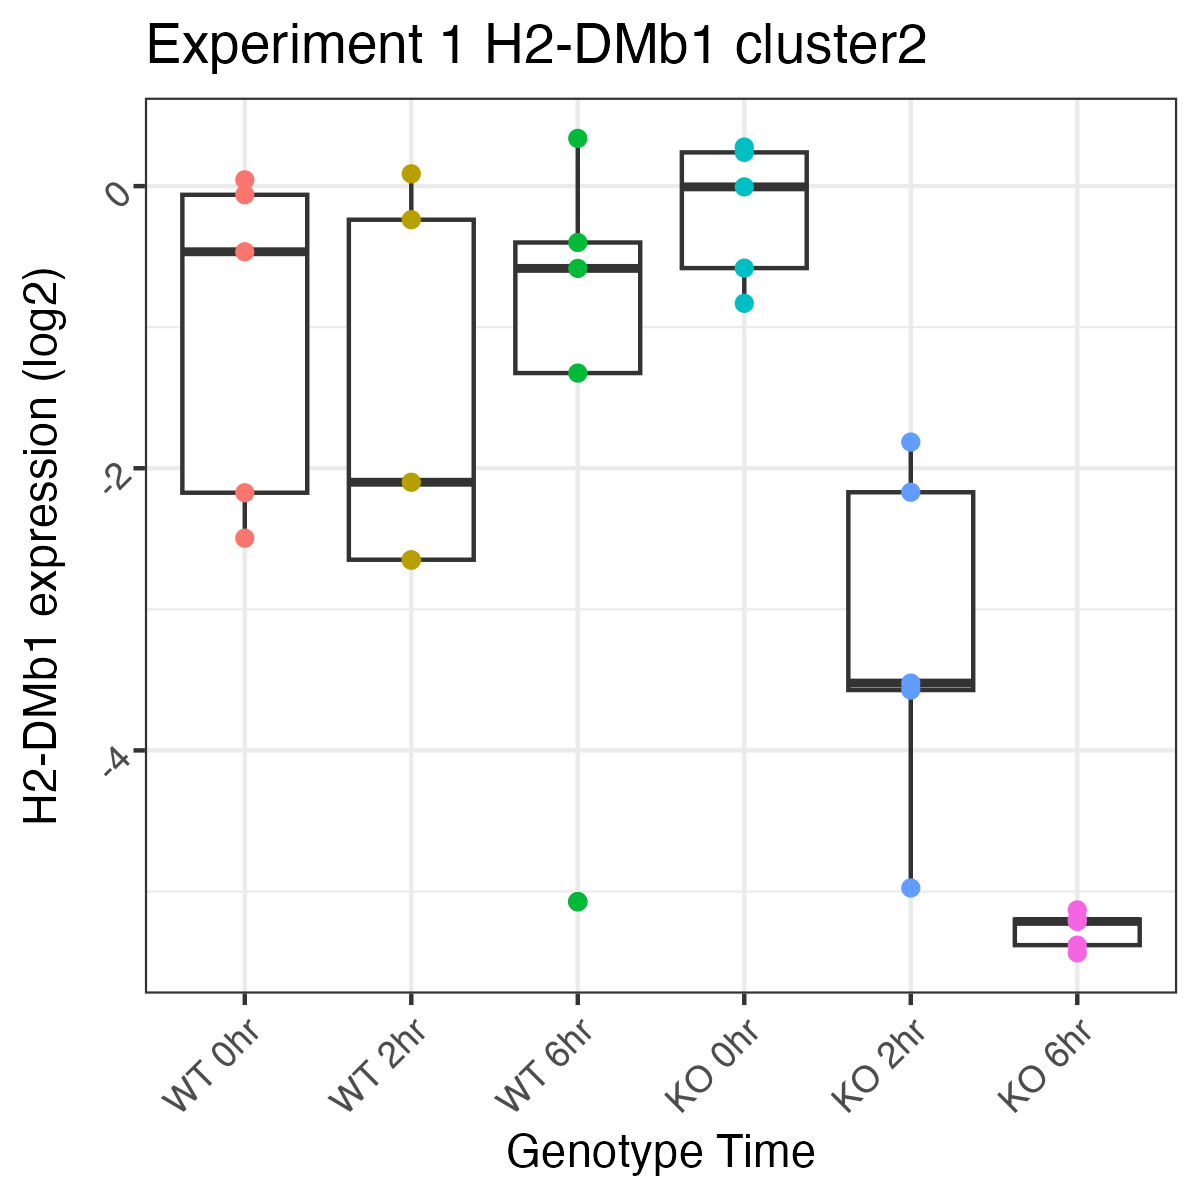 Experiment 1 H2-DMb1 cluster2
H2-DMb1 expression (log2)
0
-2
-4
WT 0hr
WT 2hr
WT 6hr
KO 0hr
KO 2hr
KO 6hr
Genotype Time